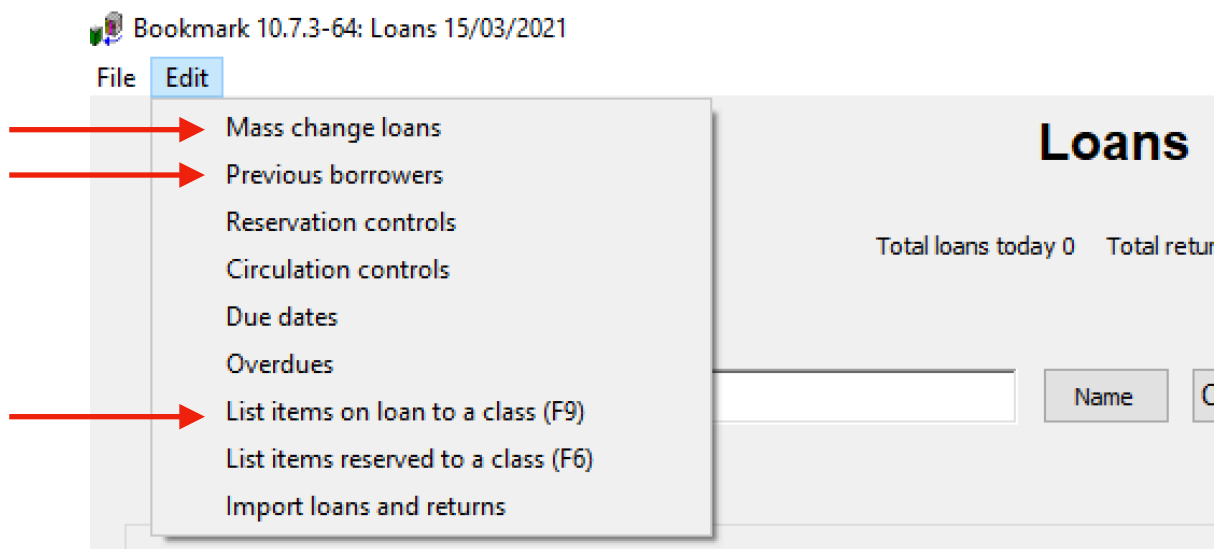 Bookmark 10.7.3-64: Loans 15/03/2021
File Edit
Mass change loans
Previous borrowers
Reservation controls
Circulation controls
Due dates
Overdues
List items on loan to a class (F9)
List items reserved to a class (F6)
Import loans and returns
Loans
Total loans today 0 Total retur
Name